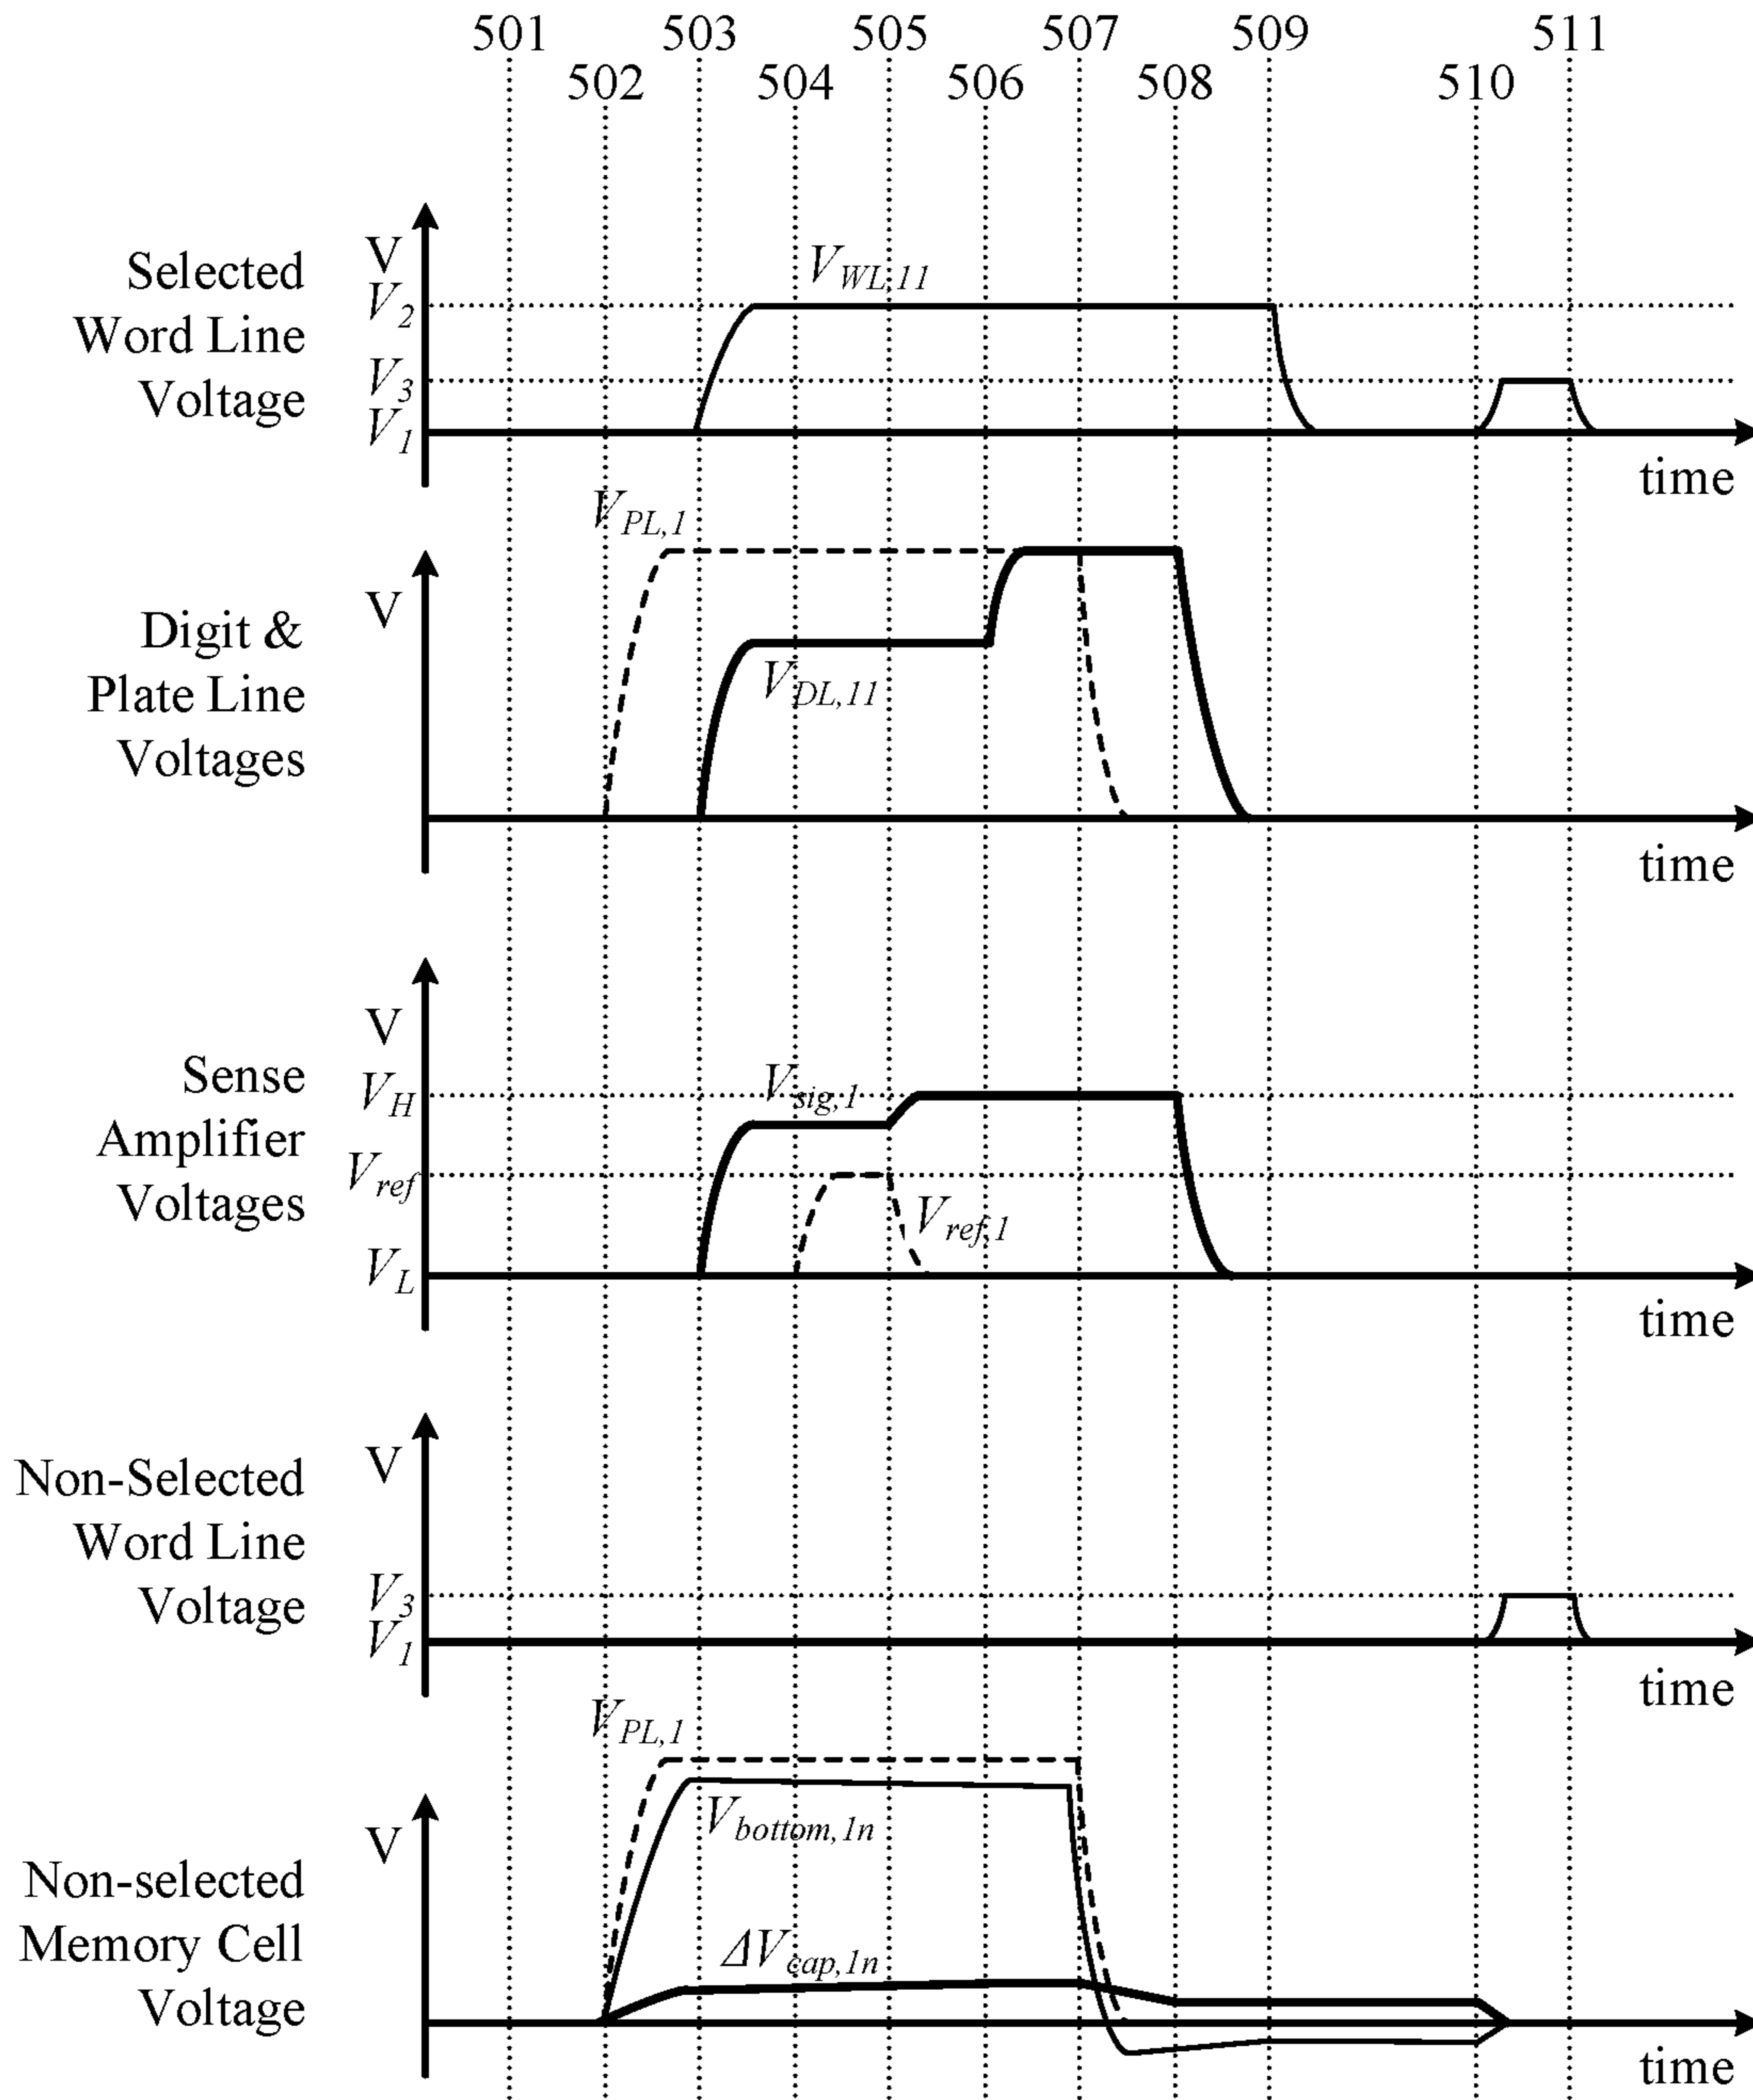 501 503 505 507 509 511
502 504 506 508 510
Selected
Word Line
Voltage
V
V2
V3
V1
VWL,11
time
Digit &
Plate Line
Voltages
V
VPL,1
VDL,11
time
Sense
Amplifier
Voltages
V
VH
Vref
VL
Vsig,1
Vref,1
time
Non-Selected
Word Line
Voltage
V
V3
V1
time
Non-selected
Memory Cell
Voltage
V
VPL,1
Vbottom,1n
ΔVcap,1n
time